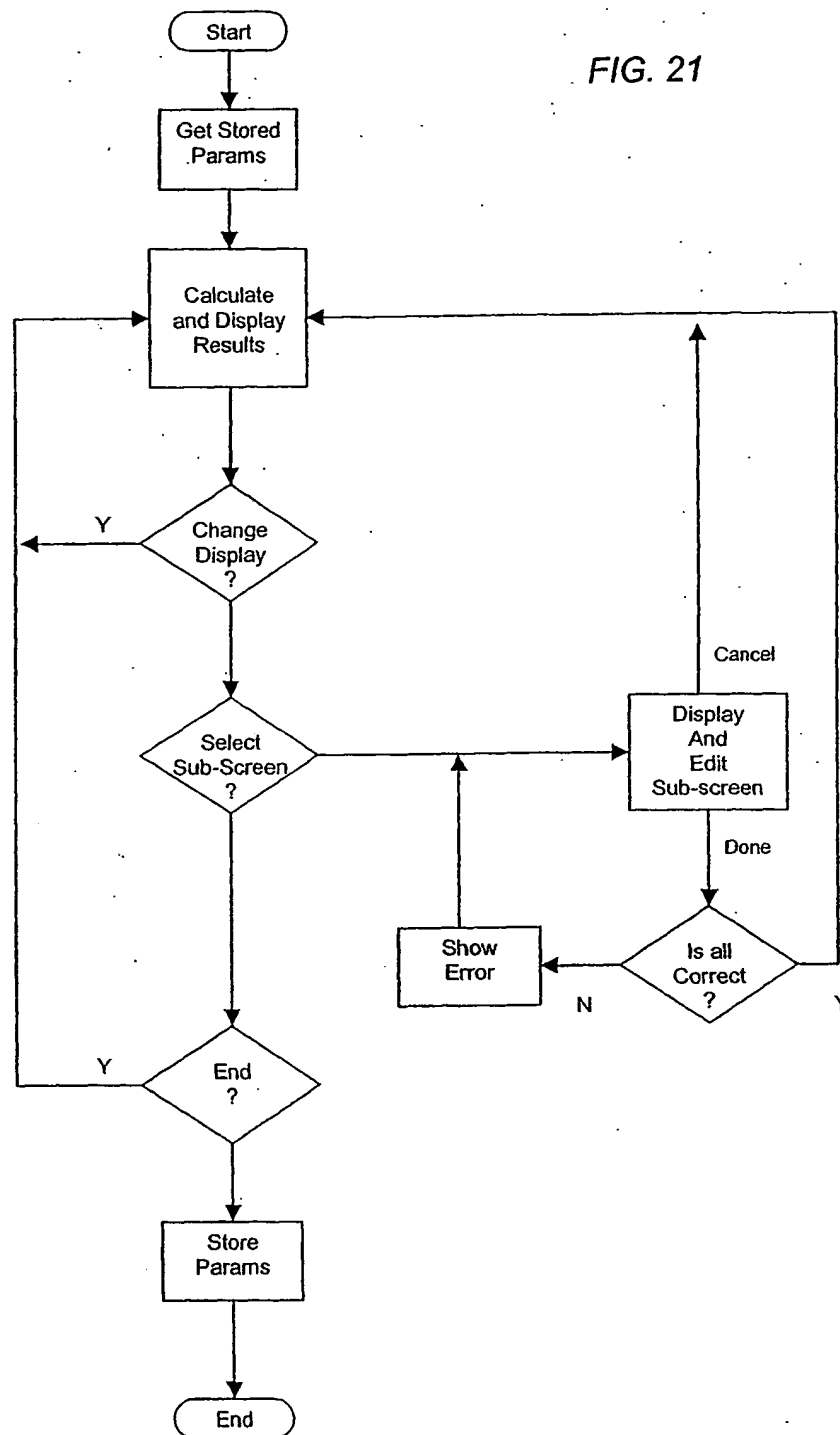 Start
FIG. 21
Get Stored
Params
Calculate
and Display
Results
Y
Change
Display
?
Cancel
Select
Sub-Screen
?
Display
And
Edit
Sub-screen
Done
Show
Error
N
Is all
Correct
?
Y
Y
End
?
Store
Params
End